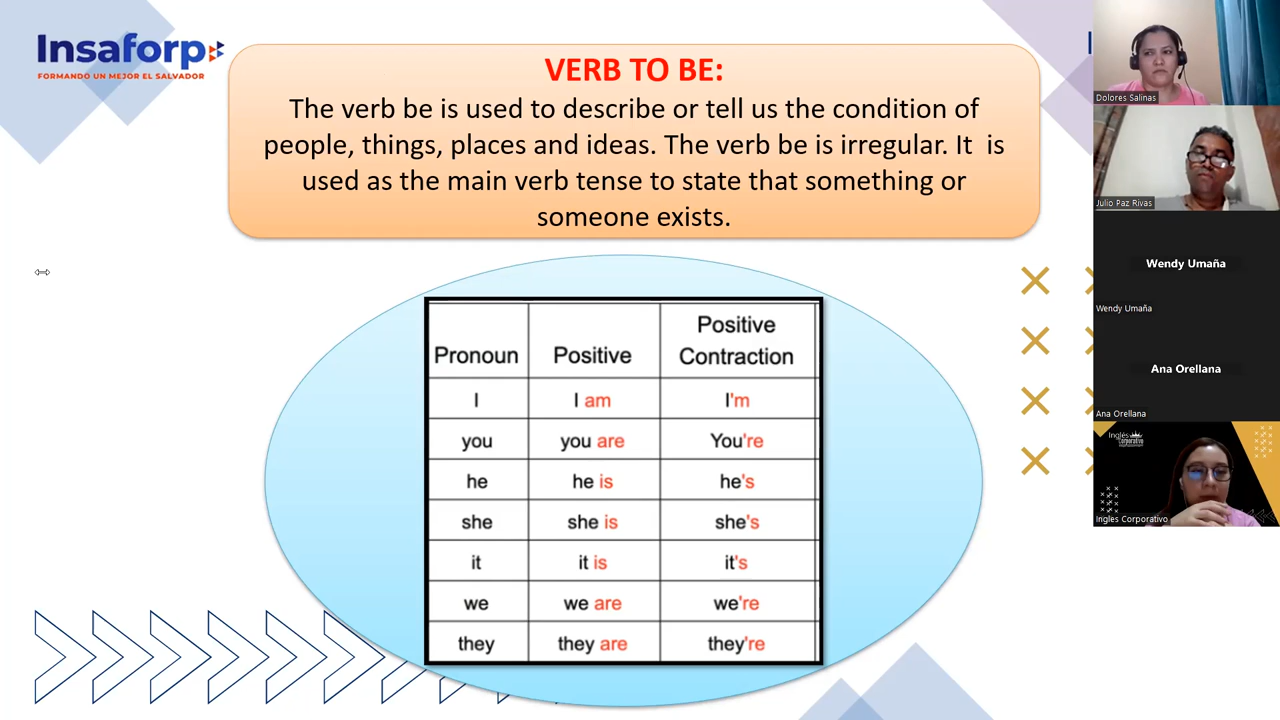 Insaforp
FORMANDO UN MEJOR EL SALVADOR
VERB TO BE:
The verb be is used to describe or tell us the condition of
people, things, places and ideas. The verb be is irregular. It is
used as the main verb tense to state that something or
someone exists.
Pronoun Positive Positive Contraction
I I am I'm
you you are You're
he he is he's
she she is she's
it it is it's
we we are we're
they they are they're
Dolores Salinas
Julio Paz Rivas
Wendy Umaña
Wendy Umaña
Ana Orellana
Ana Orellana
Inglés
Corporativo
Ingles Corporativo